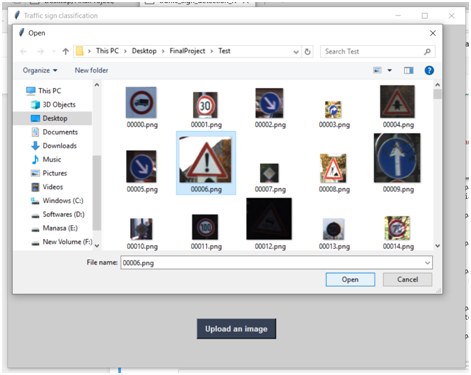 Traffic sign classification
Open
This PC > Desktop > FinalProject > Test
Search Test
Organize
New folder
This PC
3D Objects
Desktop
Documents
Downloads
Music
Pictures
Videos
Windows (C:)
Softwares (D:)
Manasa (E:)
New Volume (F:)
30
00000.png 00001.png 00002.png 00003.png 00004.png
00005.png 00006.png 00007.png 00008.png 00009.png
100
00010.png 00011.png 00012.png 00013.png 00014.png
File name: 00006.png
Open Cancel
Upload an image